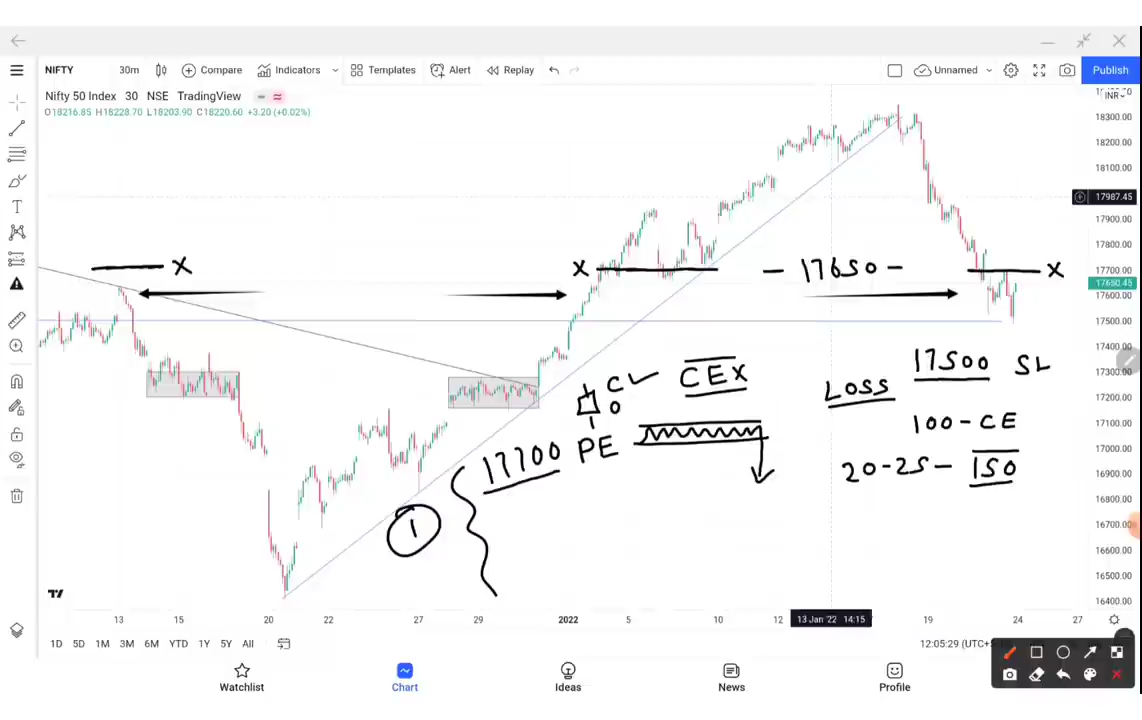 NIFTY 30m Compare Indicators Templates Alert Replay Unnamed Publish
Nifty 50 Index 30 NSE TradingView
O18216.85 H18228.70 L18203.90 C18220.60 +3.20 (+0.02%)
INR
18300.00
18200.00
18100.00
17987.45
17900.00
17800.00
17700.00
17650.45
17600.00
17500.00
17400.00
17300.00
17200.00
17100.00
17000.00
16900.00
16800.00
16700.00
16600.00
16500.00
16400.00
X X - 17650 - X
17500 SL
LOSS
100 - CE
20-25 - 150
CL
O
CEX
17700 PE
1
13 15 20 22 27 29 2022 5 10 12 13 Jan '22 14:15 19 24 27
1D 5D 1M 3M 6M YTD 1Y 5Y All 12:05:29 (UTC+5
Watchlist Chart Ideas News Profile